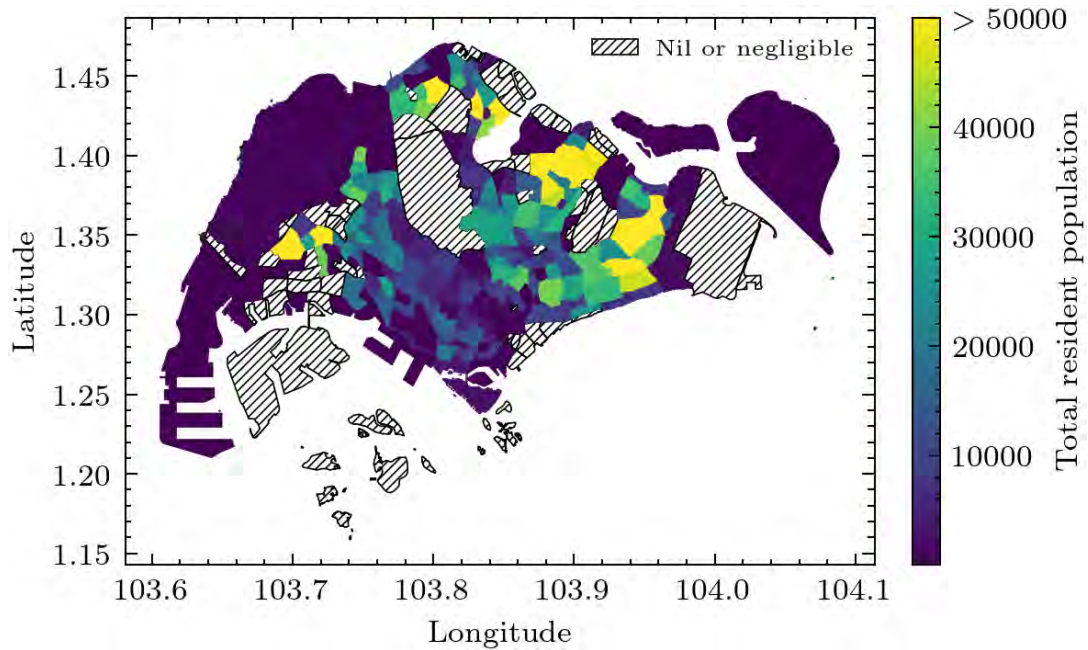 > 50000
Nil or negligible
1.45
1.40
40000
1.35
30000
1.30
20000
1.25
1.20
10000
1.15
103.6 103.7 103.8 103.9 104.0 104.1
Longitude
Latitude
Total resident population